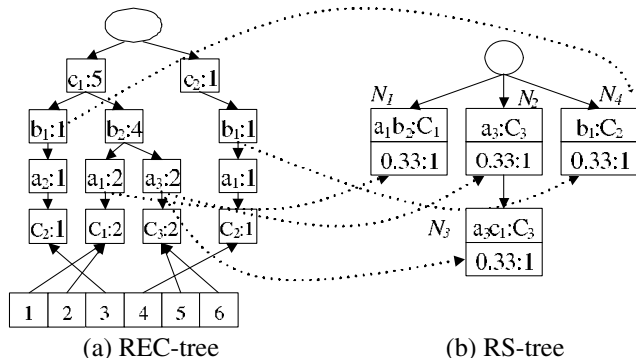 c₁:5 c₂:1
N₁ N₂ N₄
b₁:1 b₂:4 b₁:1 a₁b₂:C₁ a₃:C₃ b₁:C₂
0.33:1 0.33:1 0.33:1
a₂:1 a₁:2 a₃:2 a₁:1
C₂:1 C₁:2 C₃:2 C₂:1 N₃ a₃c₁:C₃
0.33:1
1 2 3 4 5 6
(a) REC-tree (b) RS-tree